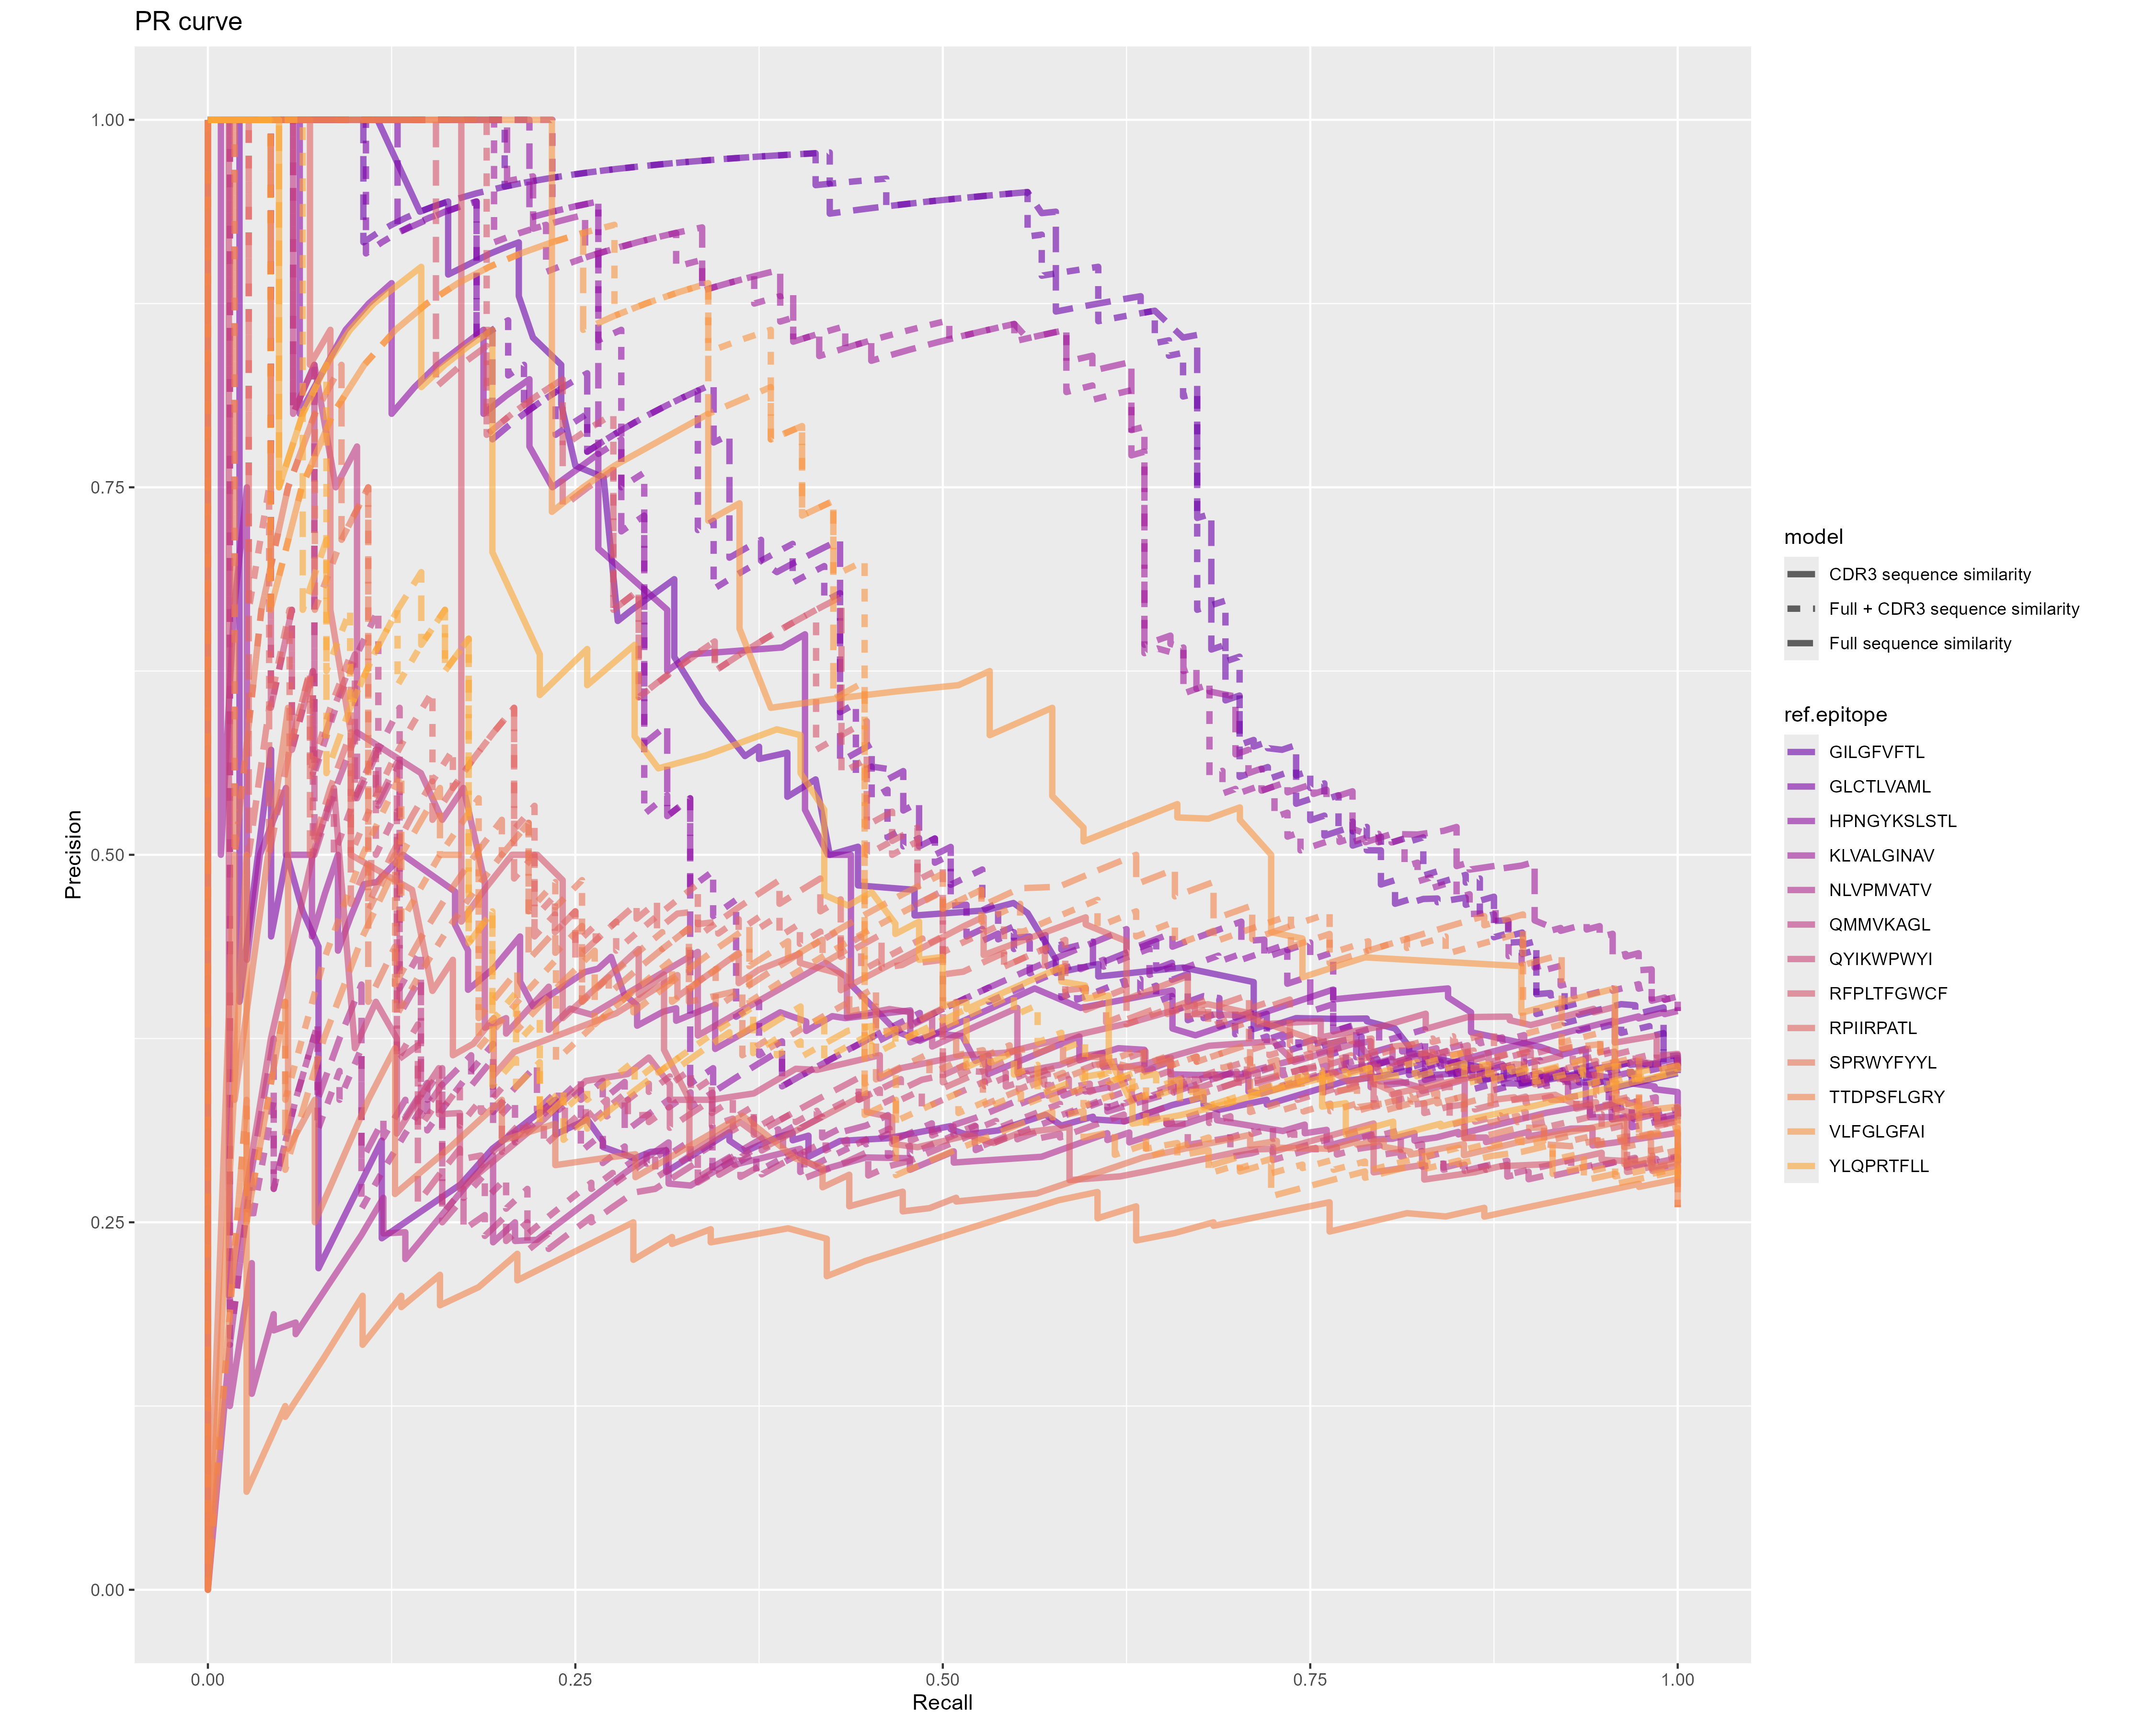 PR curve
1.00
0.75
0.50
0.25
0.00
Precision
0.00
0.25
0.50
0.75
1.00
Recall
model
CDR3 sequence similarity
Full + CDR3 sequence similarity
Full sequence similarity
ref.epitope
GILGFVFTL
GLCTLVAML
HPNGYKSLSTL
KLVALGINAV
NLVPMVATV
QMMVKAGL
QYIKWPWYI
RFPLTFGWCF
RPIIRPATL
SPRWYFYYL
TTDPSFLGRY
VLFGLGFAI
YLQPRTFLL